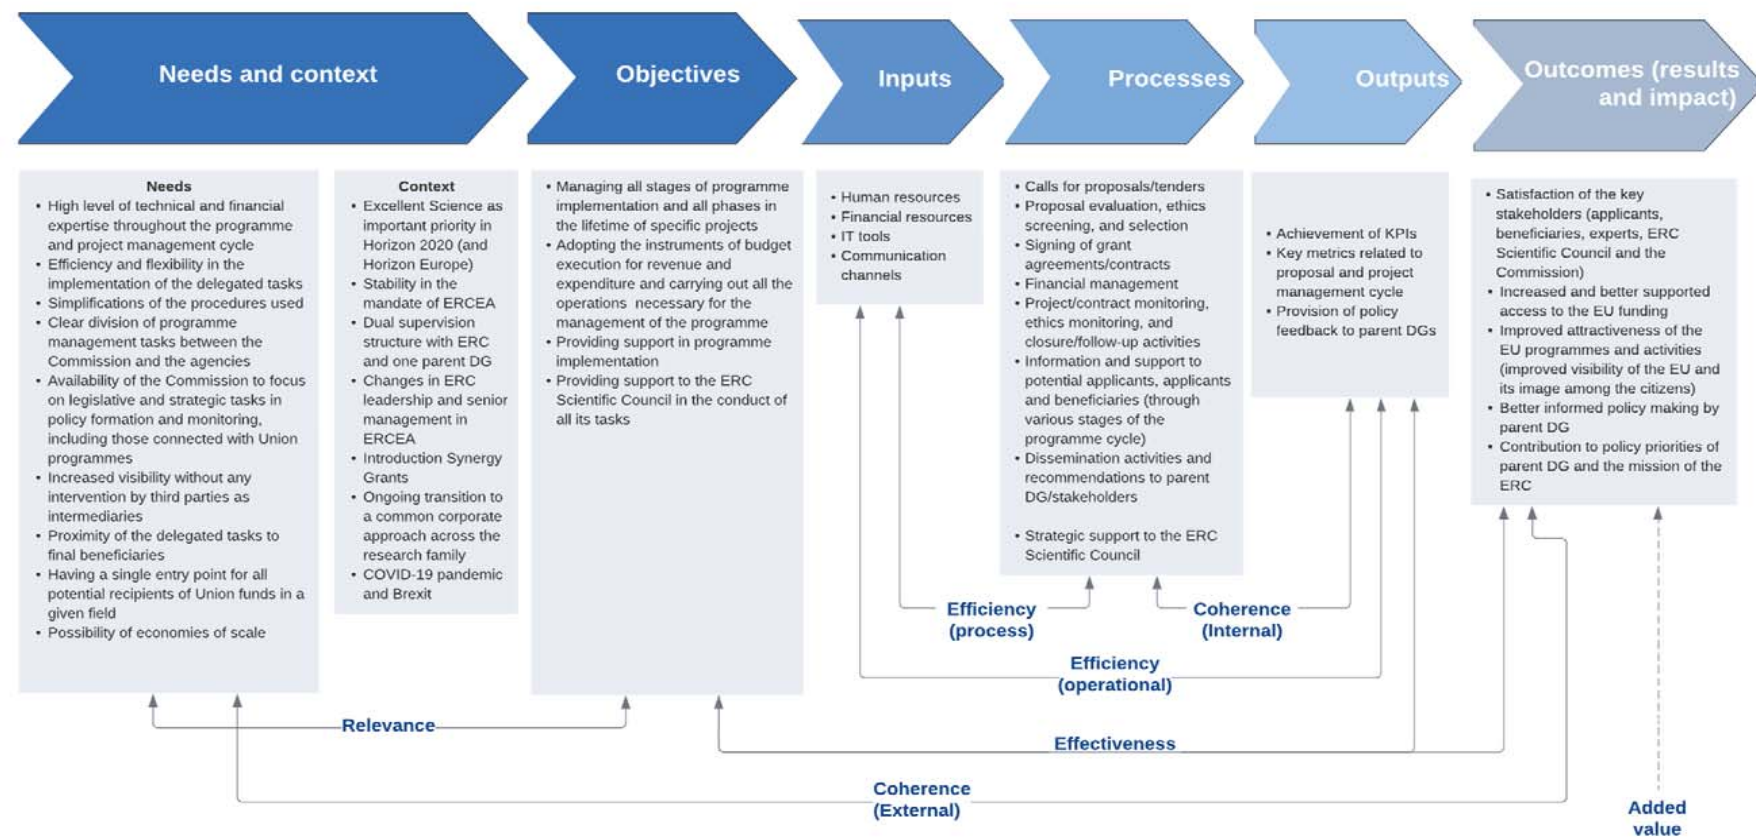 Needs and context
Objectives
Inputs
Processes
Outputs
Outcomes (results
and impact)
Needs
• High level of technical and financial
expertise throughout the programme
and project management cycle
• Efficiency and flexibility in the
implementation of the delegated tasks
• Simplifications of the procedures used
• Clear division of programme
management tasks between the
Commission and the agencies
• Availability of the Commission to focus
on legislative and strategic tasks in
policy formation and monitoring,
including those connected with Union
programmes
• Increased visibility without any
intervention by third parties as
intermediaries
• Proximity of the delegated tasks to
final beneficiaries
• Having a single entry point for all
potential recipients of Union funds in a
given field
• Possibility of economies of scale
Context
• Excellent Science as
important priority in
Horizon 2020 (and
Horizon Europe)
• Stability in the
mandate of ERCEA
• Dual supervision
structure with ERC
and one parent DG
• Changes in ERC
leadership and senior
management in
ERCEA
• Introduction Synergy
Grants
• Ongoing transition to
a common corporate
approach across the
research family
• COVID-19 pandemic
and Brexit
• Managing all stages of programme
implementation and all phases in
the lifetime of specific projects
• Adopting the instruments of budget
execution for revenue and
expenditure and carrying out all the
operations necessary for the
management of the programme
• Providing support in programme
implementation
• Providing support to the ERC
Scientific Council in the conduct of
all its tasks
• Human resources
• Financial resources
• IT tools
• Communication
channels
• Calls for proposals/tenders
• Proposal evaluation, ethics
screening, and selection
• Signing of grant
agreements/contracts
• Financial management
• Project/contract monitoring,
ethics monitoring, and
closure/follow-up activities
• Information and support to
potential applicants, applicants
and beneficiaries (through
various stages of the
programme cycle)
• Dissemination activities and
recommendations to parent
DG/stakeholders
• Strategic support to the ERC
Scientific Council
• Achievement of KPIs
• Key metrics related to
proposal and project
management cycle
• Provision of policy
feedback to parent DGs
• Satisfaction of the key
stakeholders (applicants,
beneficiaries, experts, ERC
Scientific Council and the
Commission)
• Increased and better supported
access to the EU funding
• Improved attractiveness of the
EU programmes and activities
(improved visibility of the EU and
its image among the citizens)
• Better informed policy making by
parent DG
• Contribution to policy priorities of
parent DG and the mission of the
ERC
Efficiency
(process)
Coherence
(Internal)
Efficiency
(operational)
Relevance
Effectiveness
Coherence
(External)
Added
value